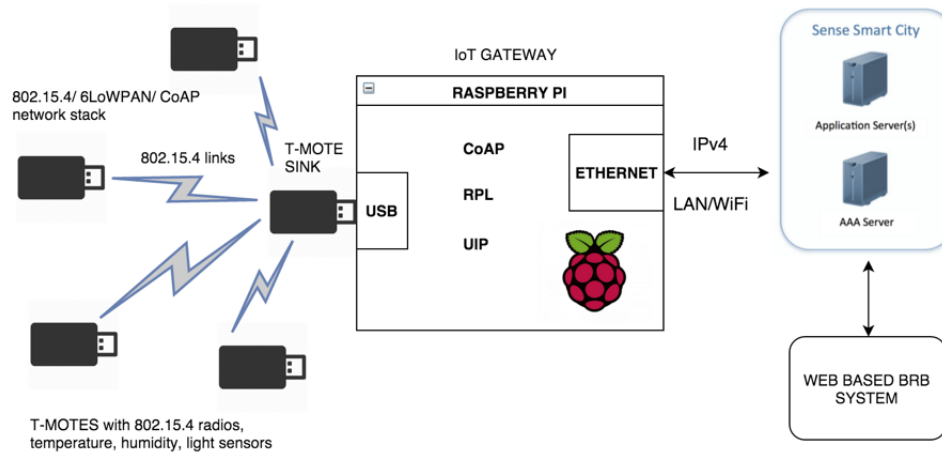 802.15.4/ 6LoWPAN/ CoAP
network stack
802.15.4 links
T-MOTE
SINK
T-MOTES with 802.15.4 radios,
temperature, humidity, light sensors
IoT GATEWAY
RASPBERRY PI
USB
CoAP
RPL
UIP
ETHERNET
IPv4
LAN/WiFi
Sense Smart City
Application Server(s)
AAA Server
WEB BASED BRB
SYSTEM